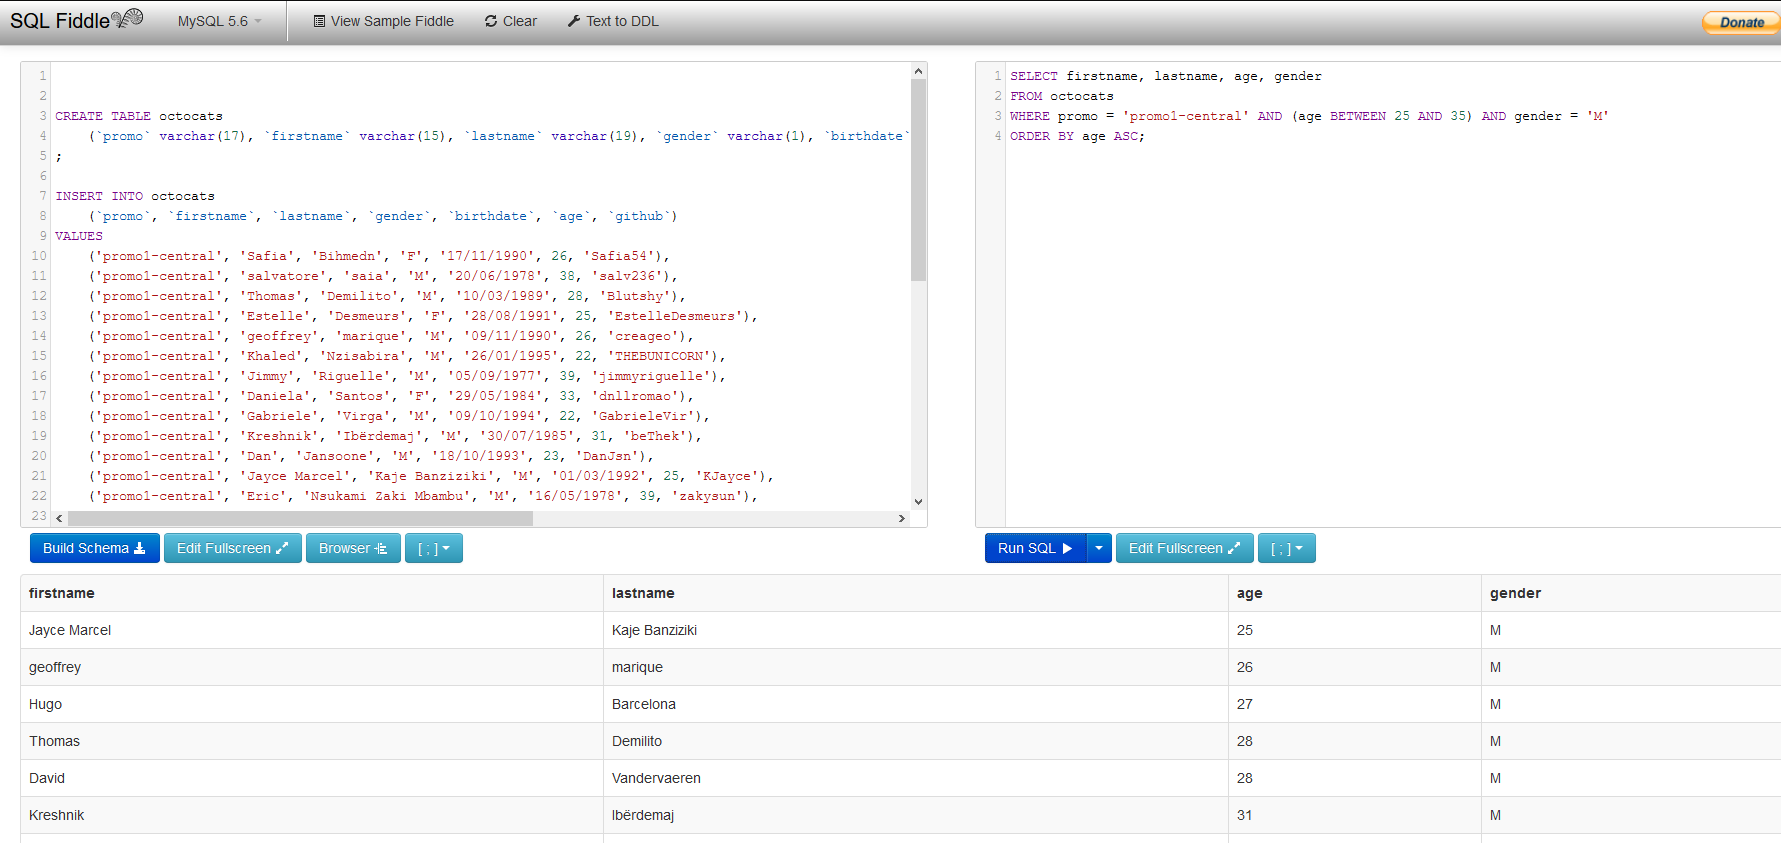 SQL Fiddle MySQL 5.6 View Sample Fiddle Clear Text to DDL Donate
1
2
3 CREATE TABLE octocats
4 (`promo` varchar(17), `firstname` varchar(15), `lastname` varchar(19), `gender` varchar(1), `birthdate`
5 ;
6
7 INSERT INTO octocats
8 (`promo`, `firstname`, `lastname`, `gender`, `birthdate`, `age`, `github`)
9 VALUES
10 ('promo1-central', 'Safia', 'Bihmedn', 'F', '17/11/1990', 26, 'Safia54'),
11 ('promo1-central', 'salvatore', 'saia', 'M', '20/06/1978', 38, 'salv236'),
12 ('promo1-central', 'Thomas', 'Demilito', 'M', '10/03/1989', 28, 'Blutshy'),
13 ('promo1-central', 'Estelle', 'Desmeurs', 'F', '28/08/1991', 25, 'EstelleDesmeurs'),
14 ('promo1-central', 'geoffrey', 'marique', 'M', '09/11/1990', 26, 'creageo'),
15 ('promo1-central', 'Khaled', 'Nzisabira', 'M', '26/01/1995', 22, 'THEBUNICORN'),
16 ('promo1-central', 'Jimmy', 'Riguelle', 'M', '05/09/1977', 39, 'jimmyriguelle'),
17 ('promo1-central', 'Daniela', 'Santos', 'F', '29/05/1984', 33, 'dnllromao'),
18 ('promo1-central', 'Gabriele', 'Virga', 'M', '09/10/1994', 22, 'GabrieleVir'),
19 ('promo1-central', 'Kreshnik', 'Ibërdemaj', 'M', '30/07/1985', 31, 'beThek'),
20 ('promo1-central', 'Dan', 'Jansoone', 'M', '18/10/1993', 23, 'DanJsn'),
21 ('promo1-central', 'Jayce Marcel', 'Kaje Banziziki', 'M', '01/03/1992', 25, 'KJayce'),
22 ('promo1-central', 'Eric', 'Nsukami Zaki Mbambu', 'M', '16/05/1978', 39, 'zakysun'),
23
Build Schema Edit Fullscreen Browser [ ; ]
1 SELECT firstname, lastname, age, gender
2 FROM octocats
3 WHERE promo = 'promo1-central' AND (age BETWEEN 25 AND 35) AND gender = 'M'
4 ORDER BY age ASC;
Run SQL Edit Fullscreen [ ; ]
firstname lastname age gender
Jayce Marcel Kaje Banziziki 25 M
geoffrey marique 26 M
Hugo Barcelona 27 M
Thomas Demilito 28 M
David Vandervaeren 28 M
Kreshnik Ibërdemaj 31 M